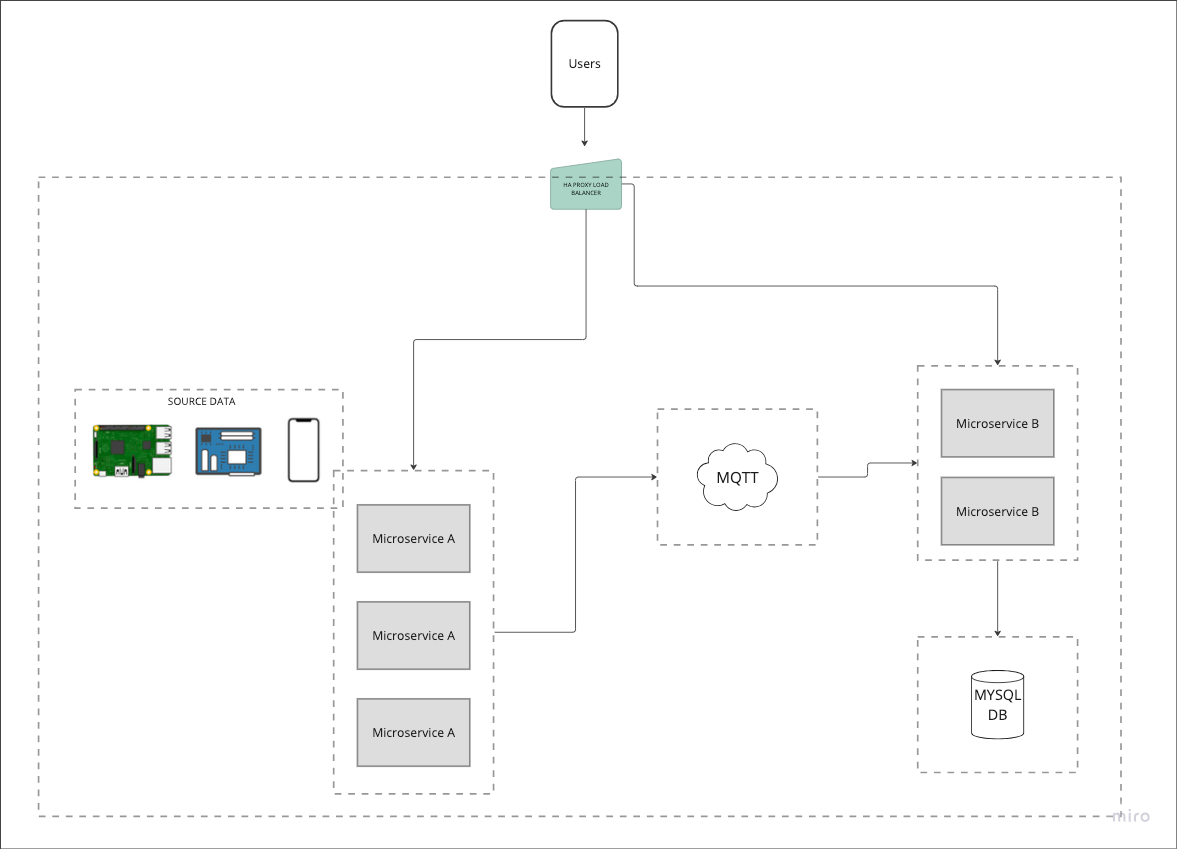 Users
HA PROXY LOAD
BALANCER
SOURCE DATA
Microservice A
Microservice A
Microservice A
MQTT
Microservice B
Microservice B
MYSQL
DB
miro